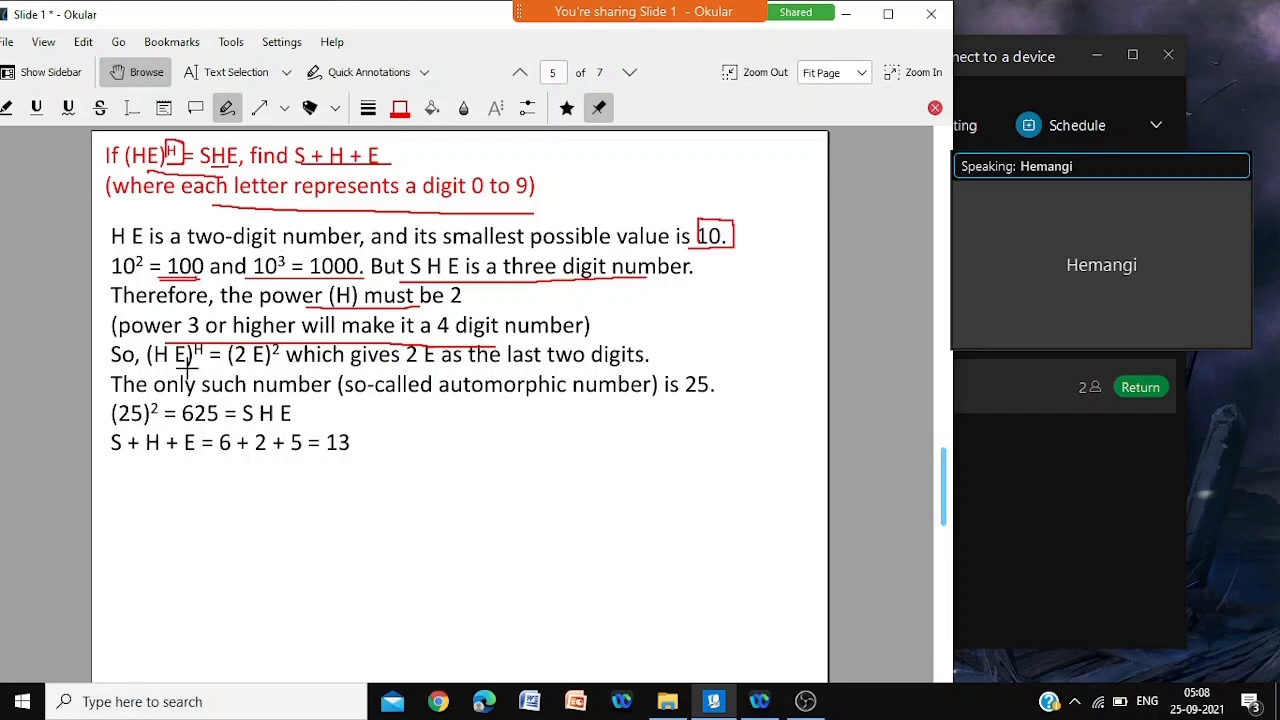 Slide 1 * - Okular
You're sharing Slide 1 - Okular
Shared
File View Edit Go Bookmarks Tools Settings Help
Show Sidebar Browse Text Selection Quick Annotations 5 of 7 Zoom Out Fit Page Zoom In
If (HE)ᴴ = SHE, find S + H + E
(where each letter represents a digit 0 to 9)
H E is a two-digit number, and its smallest possible value is 10.
10² = 100 and 10³ = 1000. But S H E is a three digit number.
Therefore, the power (H) must be 2
(power 3 or higher will make it a 4 digit number)
So, (H E)ᴴ = (2 E)² which gives 2 E as the last two digits.
The only such number (so-called automorphic number) is 25.
(25)² = 625 = S H E
S + H + E = 6 + 2 + 5 = 13
nect to a device
ting Schedule
Speaking: Hemangi
Hemangi
2 Return
Type here to search
ENG
05:08
25-09-2021
3